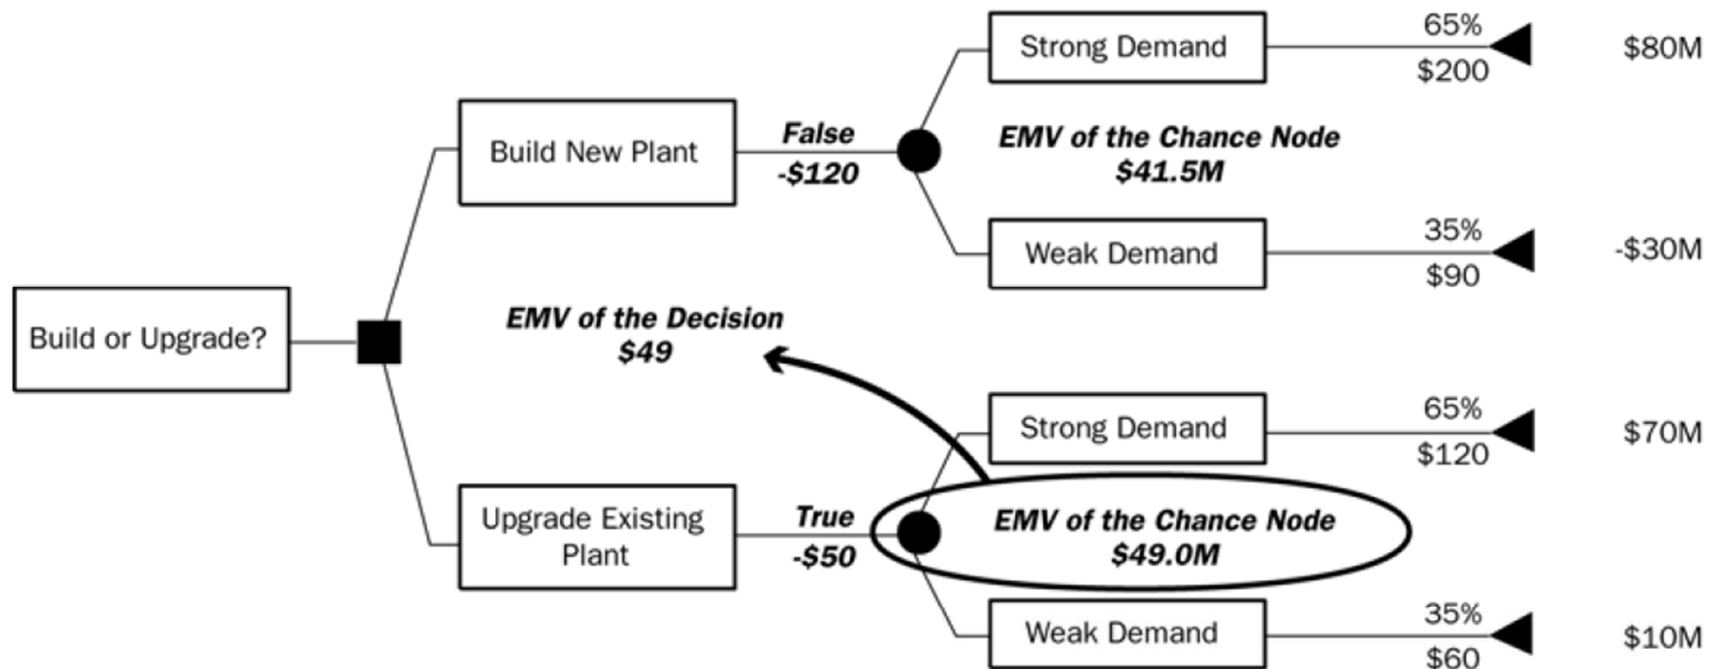 Build or Upgrade?
Build New Plant
False
-$120
Strong Demand
65%
$200
$80M
EMV of the Chance Node
$41.5M
Weak Demand
35%
$90
-$30M
EMV of the Decision
$49
Upgrade Existing
Plant
True
-$50
Strong Demand
65%
$120
$70M
EMV of the Chance Node
$49.0M
Weak Demand
35%
$60
$10M